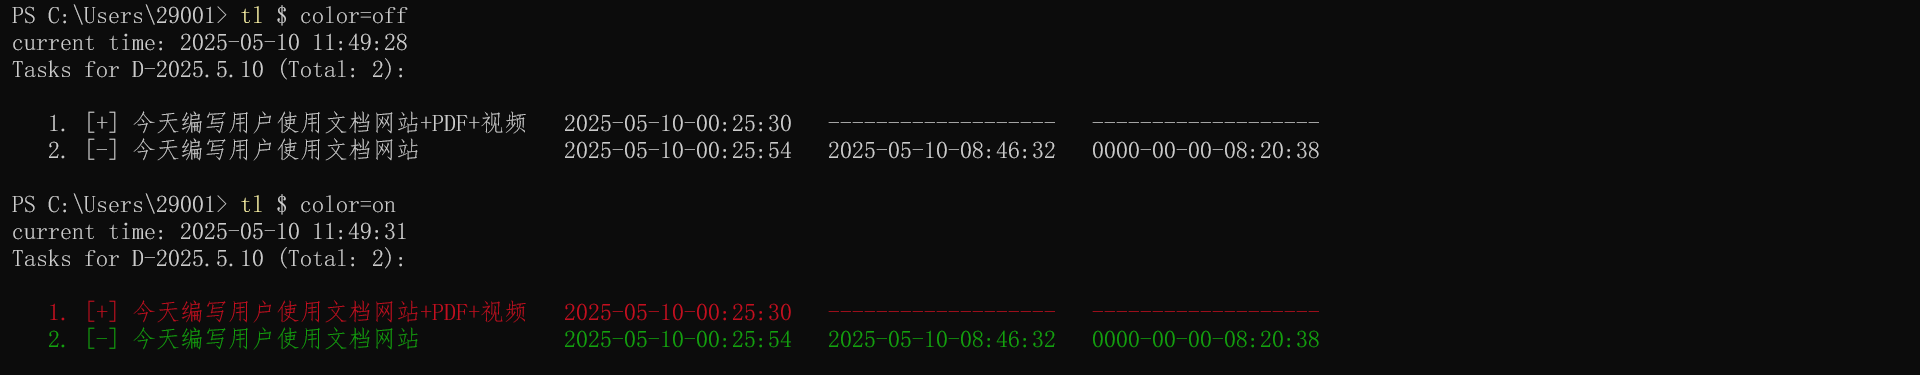 PS C:\Users\29001> tl $ color=off
current time: 2025-05-10 11:49:28
Tasks for D-2025.5.10 (Total: 2):
1. [+] 今天编写用户使用文档网站+PDF+视频 2025-05-10-00:25:30 ------------------- -------------------
2. [-] 今天编写用户使用文档网站 2025-05-10-00:25:54 2025-05-10-08:46:32 0000-00-00-08:20:38
PS C:\Users\29001> tl $ color=on
current time: 2025-05-10 11:49:31
Tasks for D-2025.5.10 (Total: 2):
1. [+] 今天编写用户使用文档网站+PDF+视频 2025-05-10-00:25:30 ------------------- -------------------
2. [-] 今天编写用户使用文档网站 2025-05-10-00:25:54 2025-05-10-08:46:32 0000-00-00-08:20:38